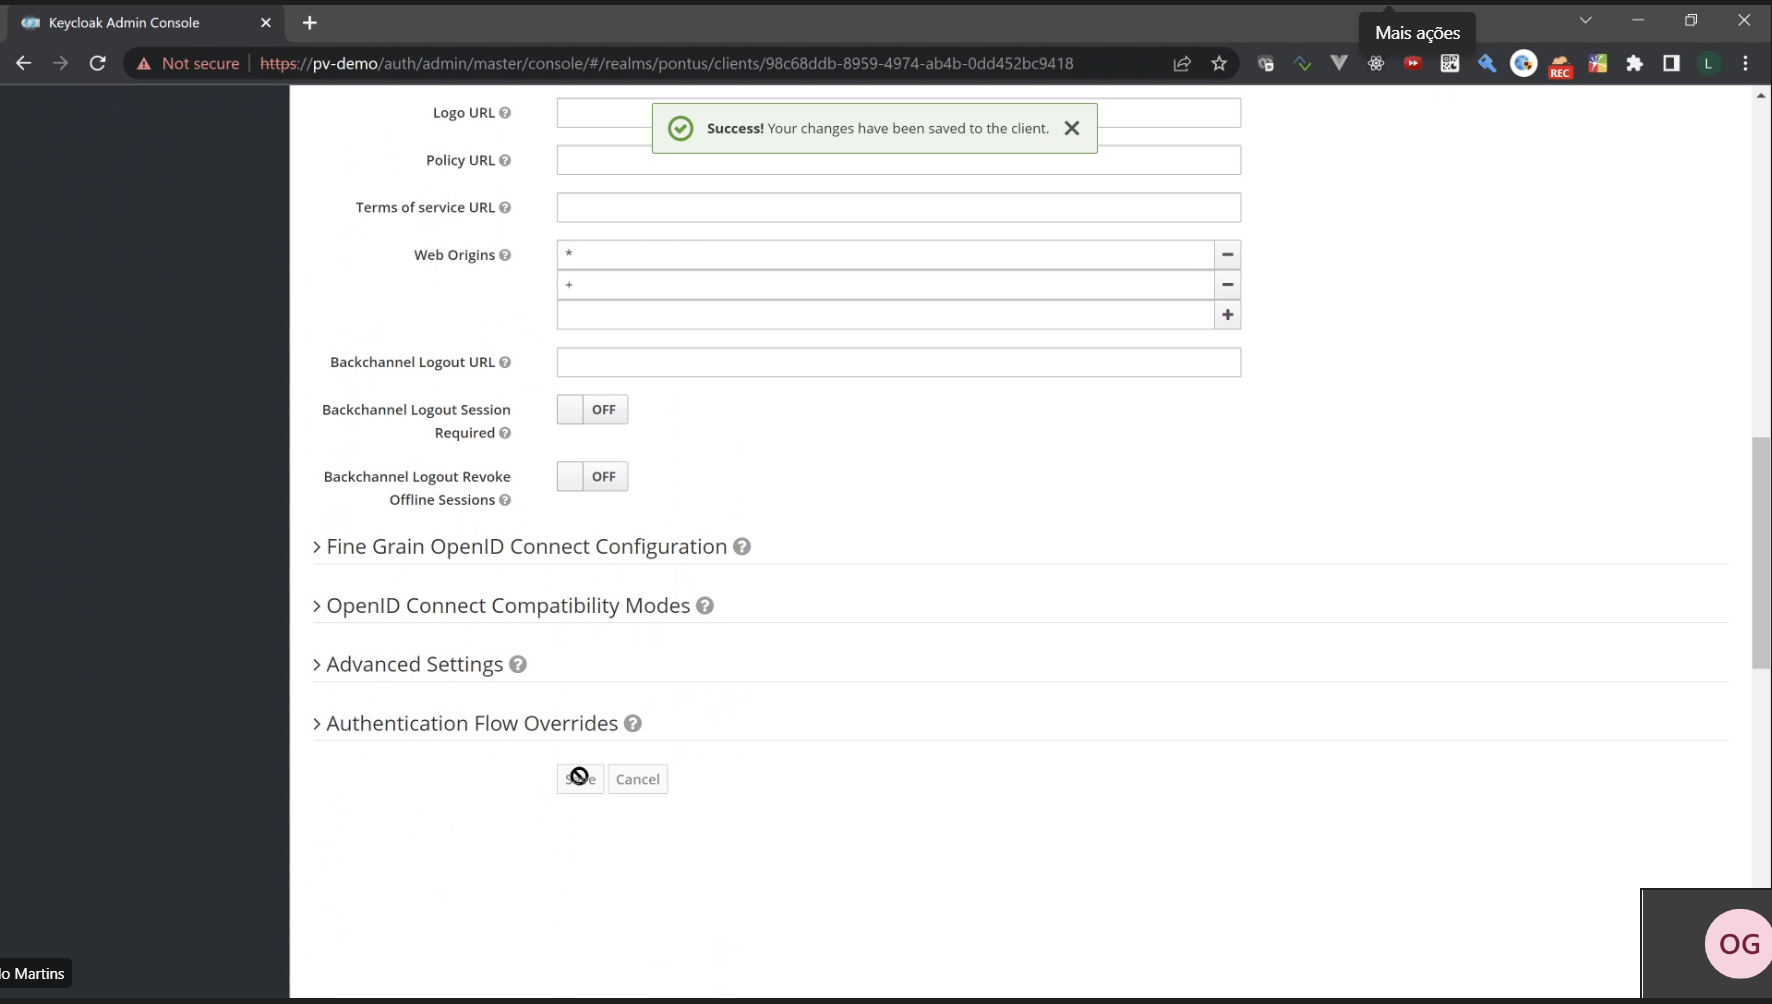 Keycloak Admin Console
Mais ações
Not secure
https://pv-demo/auth/admin/master/console/#/realms/pontus/clients/98c68ddb-8959-4974-ab4b-0dd452bc9418
REC
L
Logo URL
Success! Your changes have been saved to the client.
Policy URL
Terms of service URL
Web Origins
*
+
Backchannel Logout URL
Backchannel Logout Session
Required
OFF
Backchannel Logout Revoke
Offline Sessions
OFF
Fine Grain OpenID Connect Configuration
OpenID Connect Compatibility Modes
Advanced Settings
Authentication Flow Overrides
Cancel
OG
lo Martins